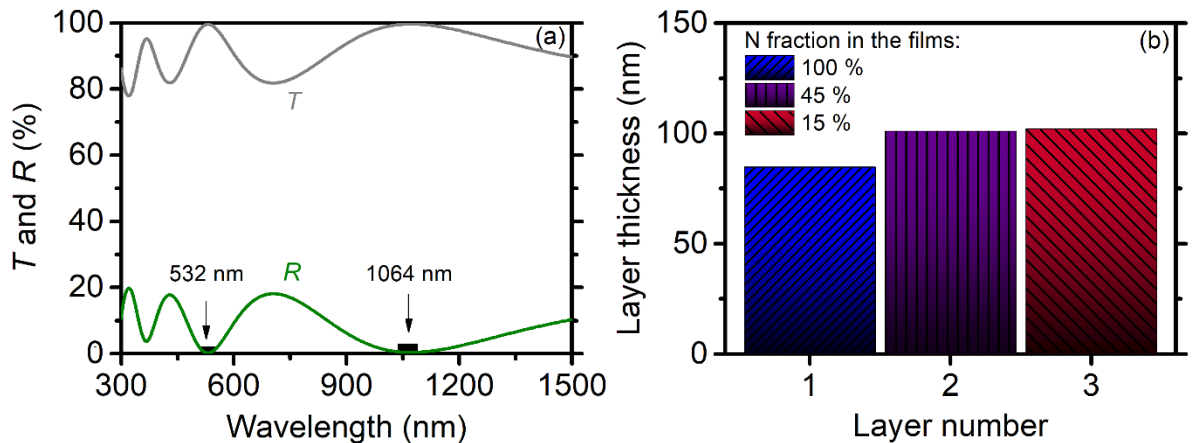 100
80
60
40
20
0
T and R (%)
(a)
T
532 nm
R
1064 nm
300
600
900
1200
1500
Wavelength (nm)
150
100
50
0
Layer thickness (nm)
N fraction in the films:
(b)
100 %
45 %
15 %
1
2
3
Layer number